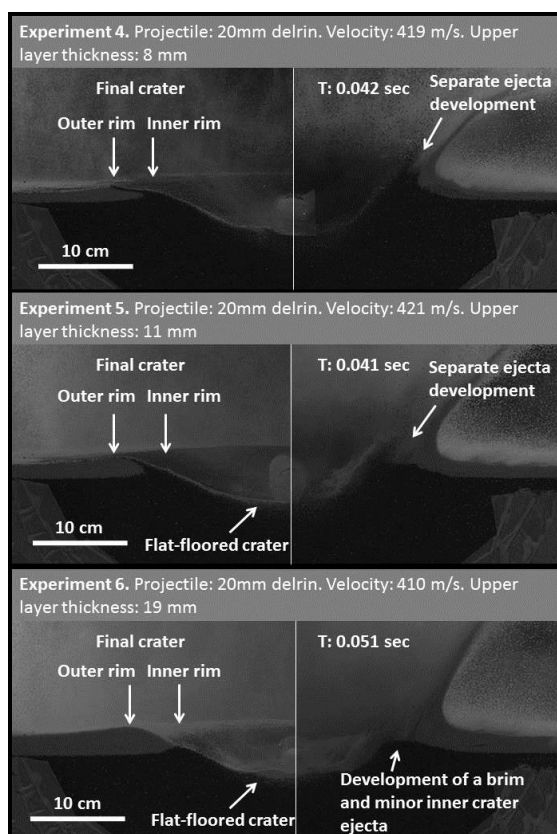 Experiment 4. Projectile: 20mm delrin. Velocity: 419 m/s. Upper
layer thickness: 8 mm
Final crater
T: 0.042 sec
Separate ejecta
development
Outer rim
Inner rim
10 cm
Experiment 5. Projectile: 20mm delrin. Velocity: 421 m/s. Upper
layer thickness: 11 mm
Final crater
T: 0.041 sec
Separate ejecta
development
Outer rim
Inner rim
10 cm
Flat-floored crater
Experiment 6. Projectile: 20mm delrin. Velocity: 410 m/s. Upper
layer thickness: 19 mm
Final crater
T: 0.051 sec
Outer rim
Inner rim
10 cm
Flat-floored crater
Development of a brim
and minor inner crater
ejecta